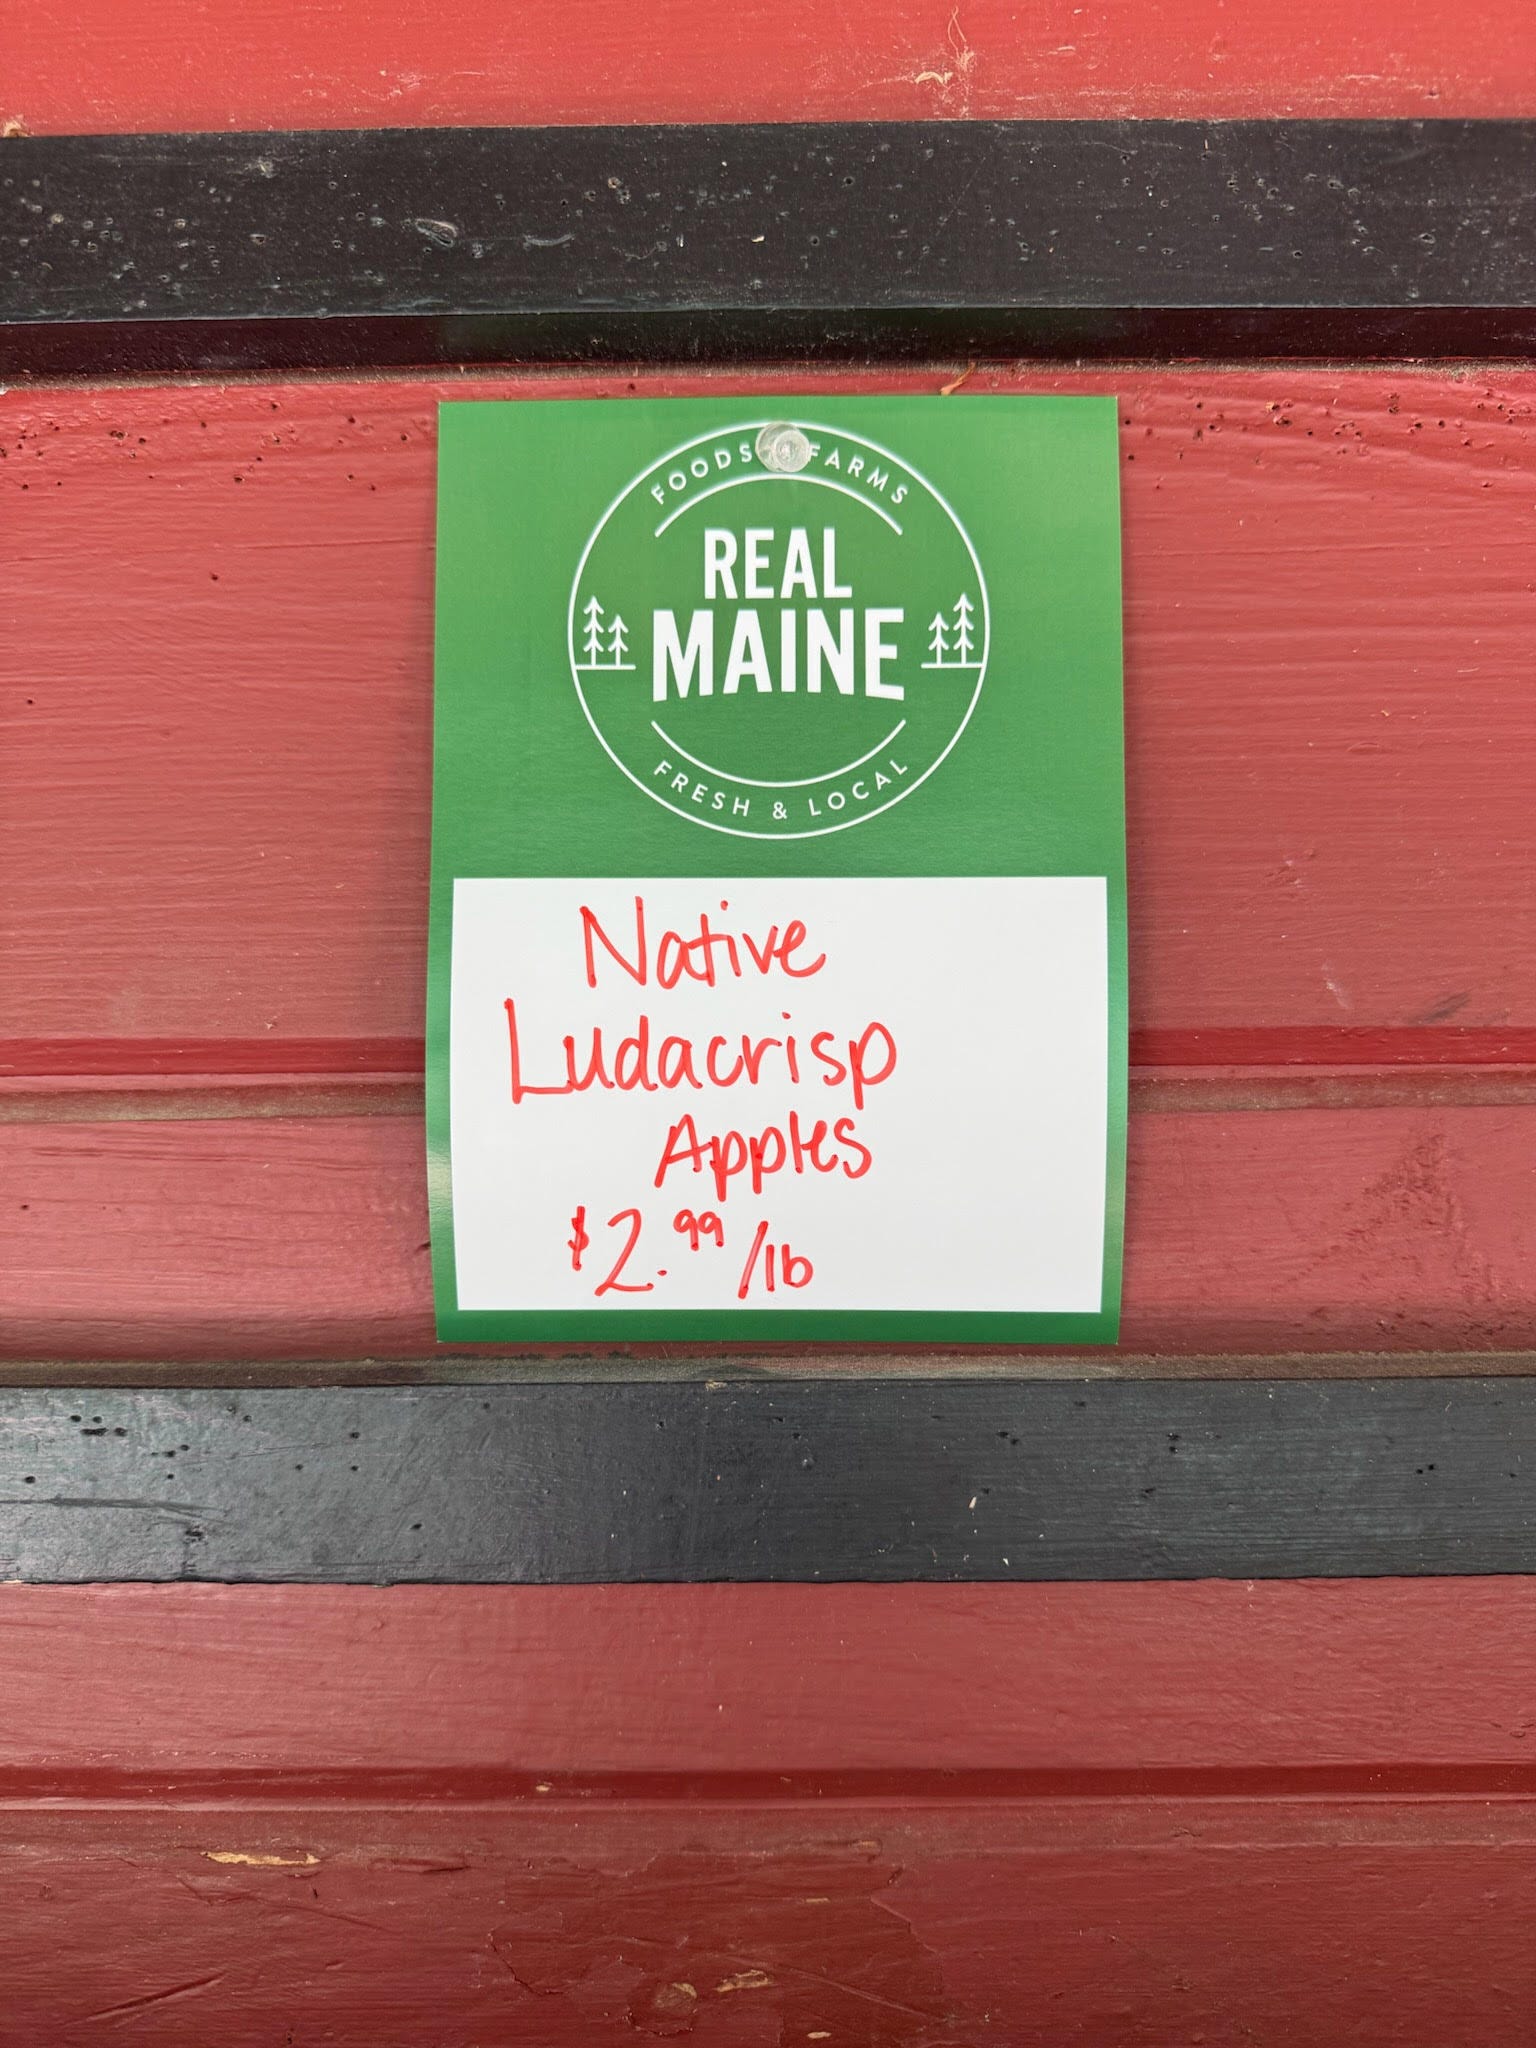 FOODS FARMS
REAL
MAINE
FRESH & LOCAL
Native
Ludacrisp
Apples
$2.99/lb